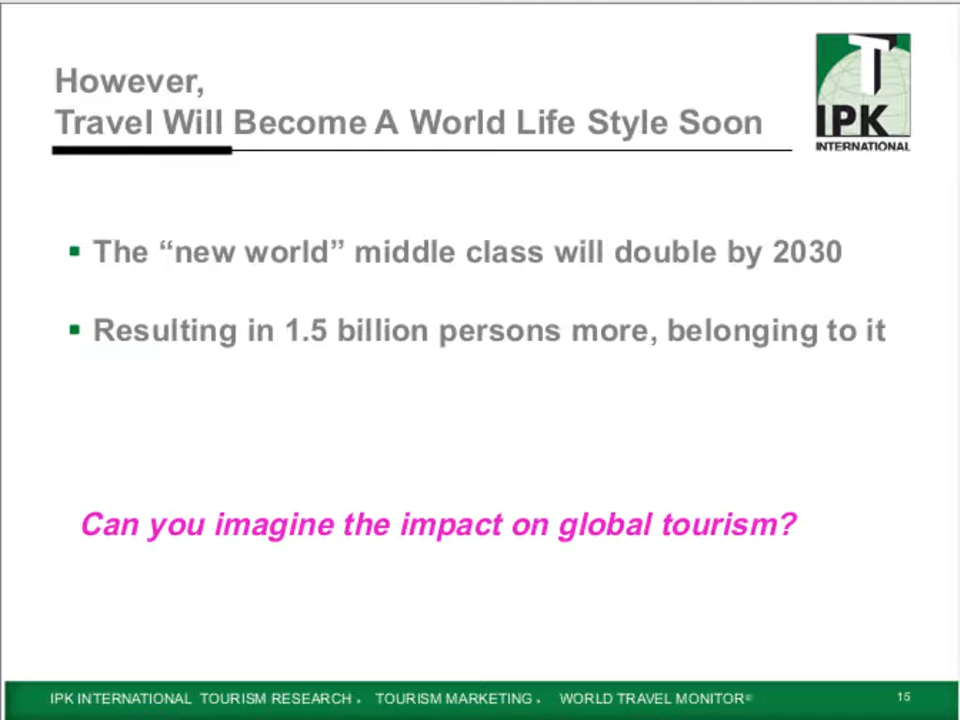 However,
Travel Will Become A World Life Style Soon
T
IPK
INTERNATIONAL
▪ The “new world” middle class will double by 2030
▪ Resulting in 1.5 billion persons more, belonging to it
Can you imagine the impact on global tourism?
IPK INTERNATIONAL TOURISM RESEARCH • TOURISM MARKETING • WORLD TRAVEL MONITOR® 15